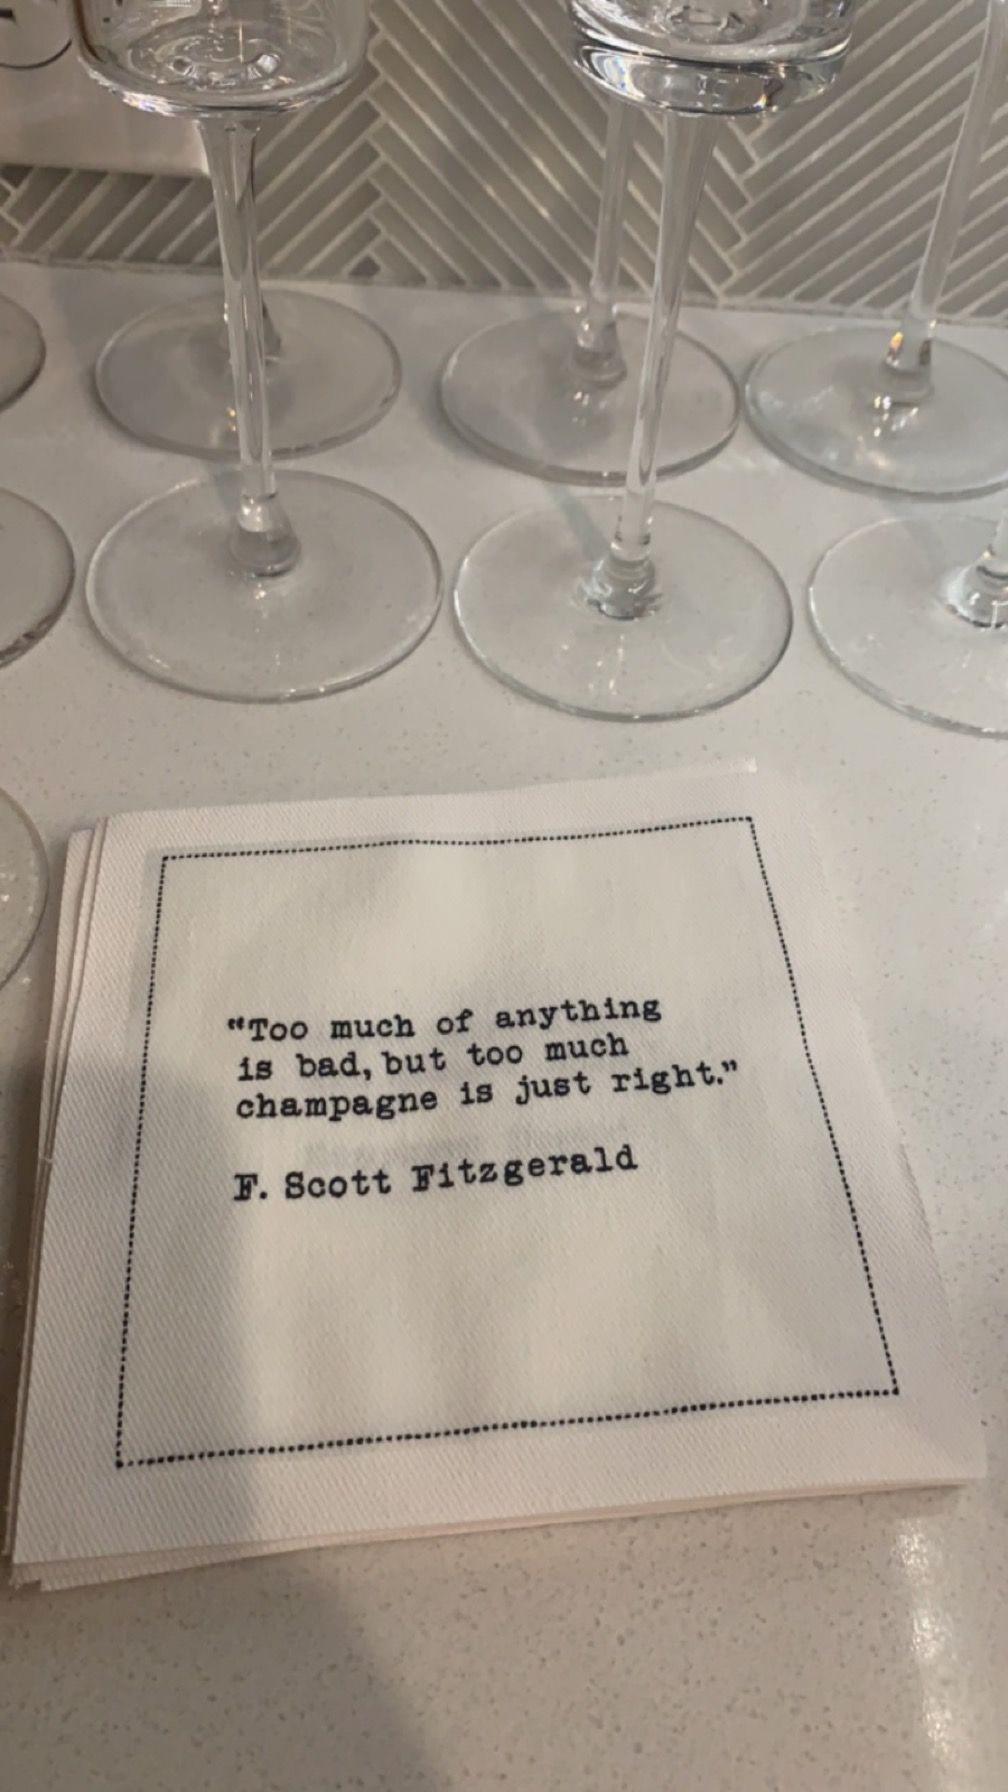 “Too much of anything
is bad, but too much
champagne is just right.”
F. Scott Fitzgerald